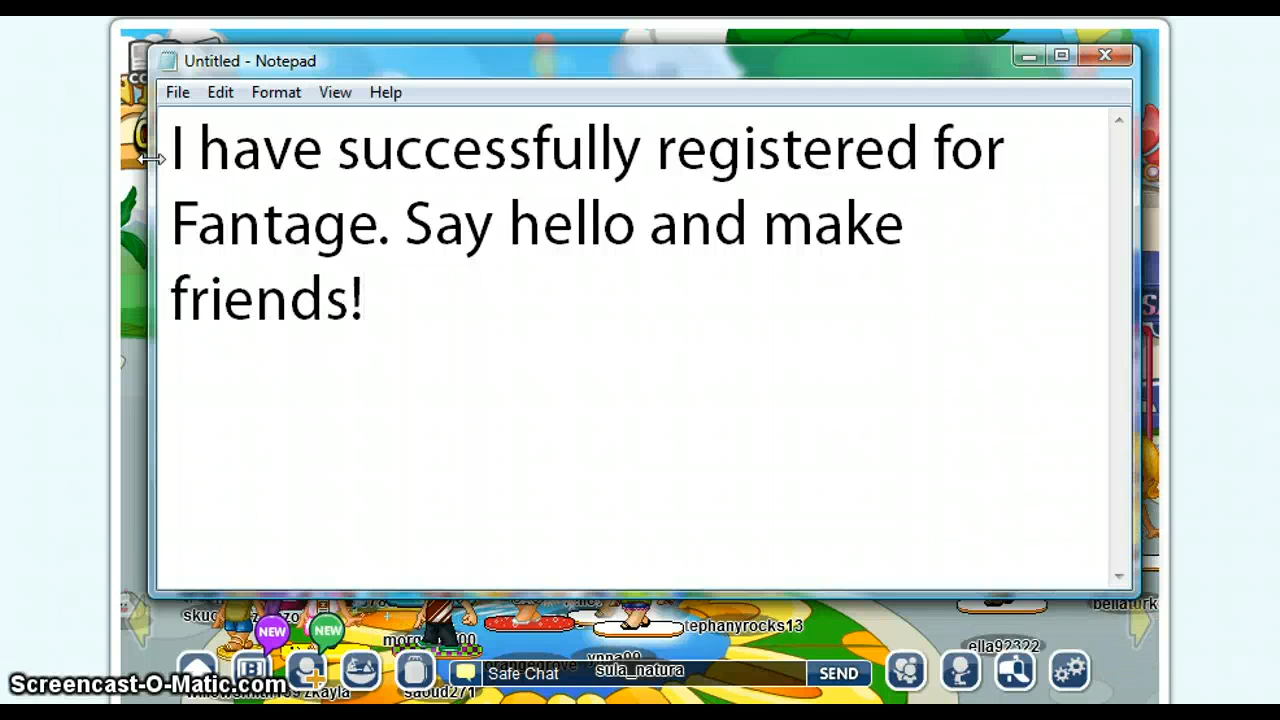 Untitled - Notepad
File Edit Format View Help
I have successfully registered for
Fantage. Say hello and make
friends!
tephanyrocks13
ella92322
NEW NEW
sula_natura
Safe Chat
SEND
saoud271
Screencast-O-Matic.com